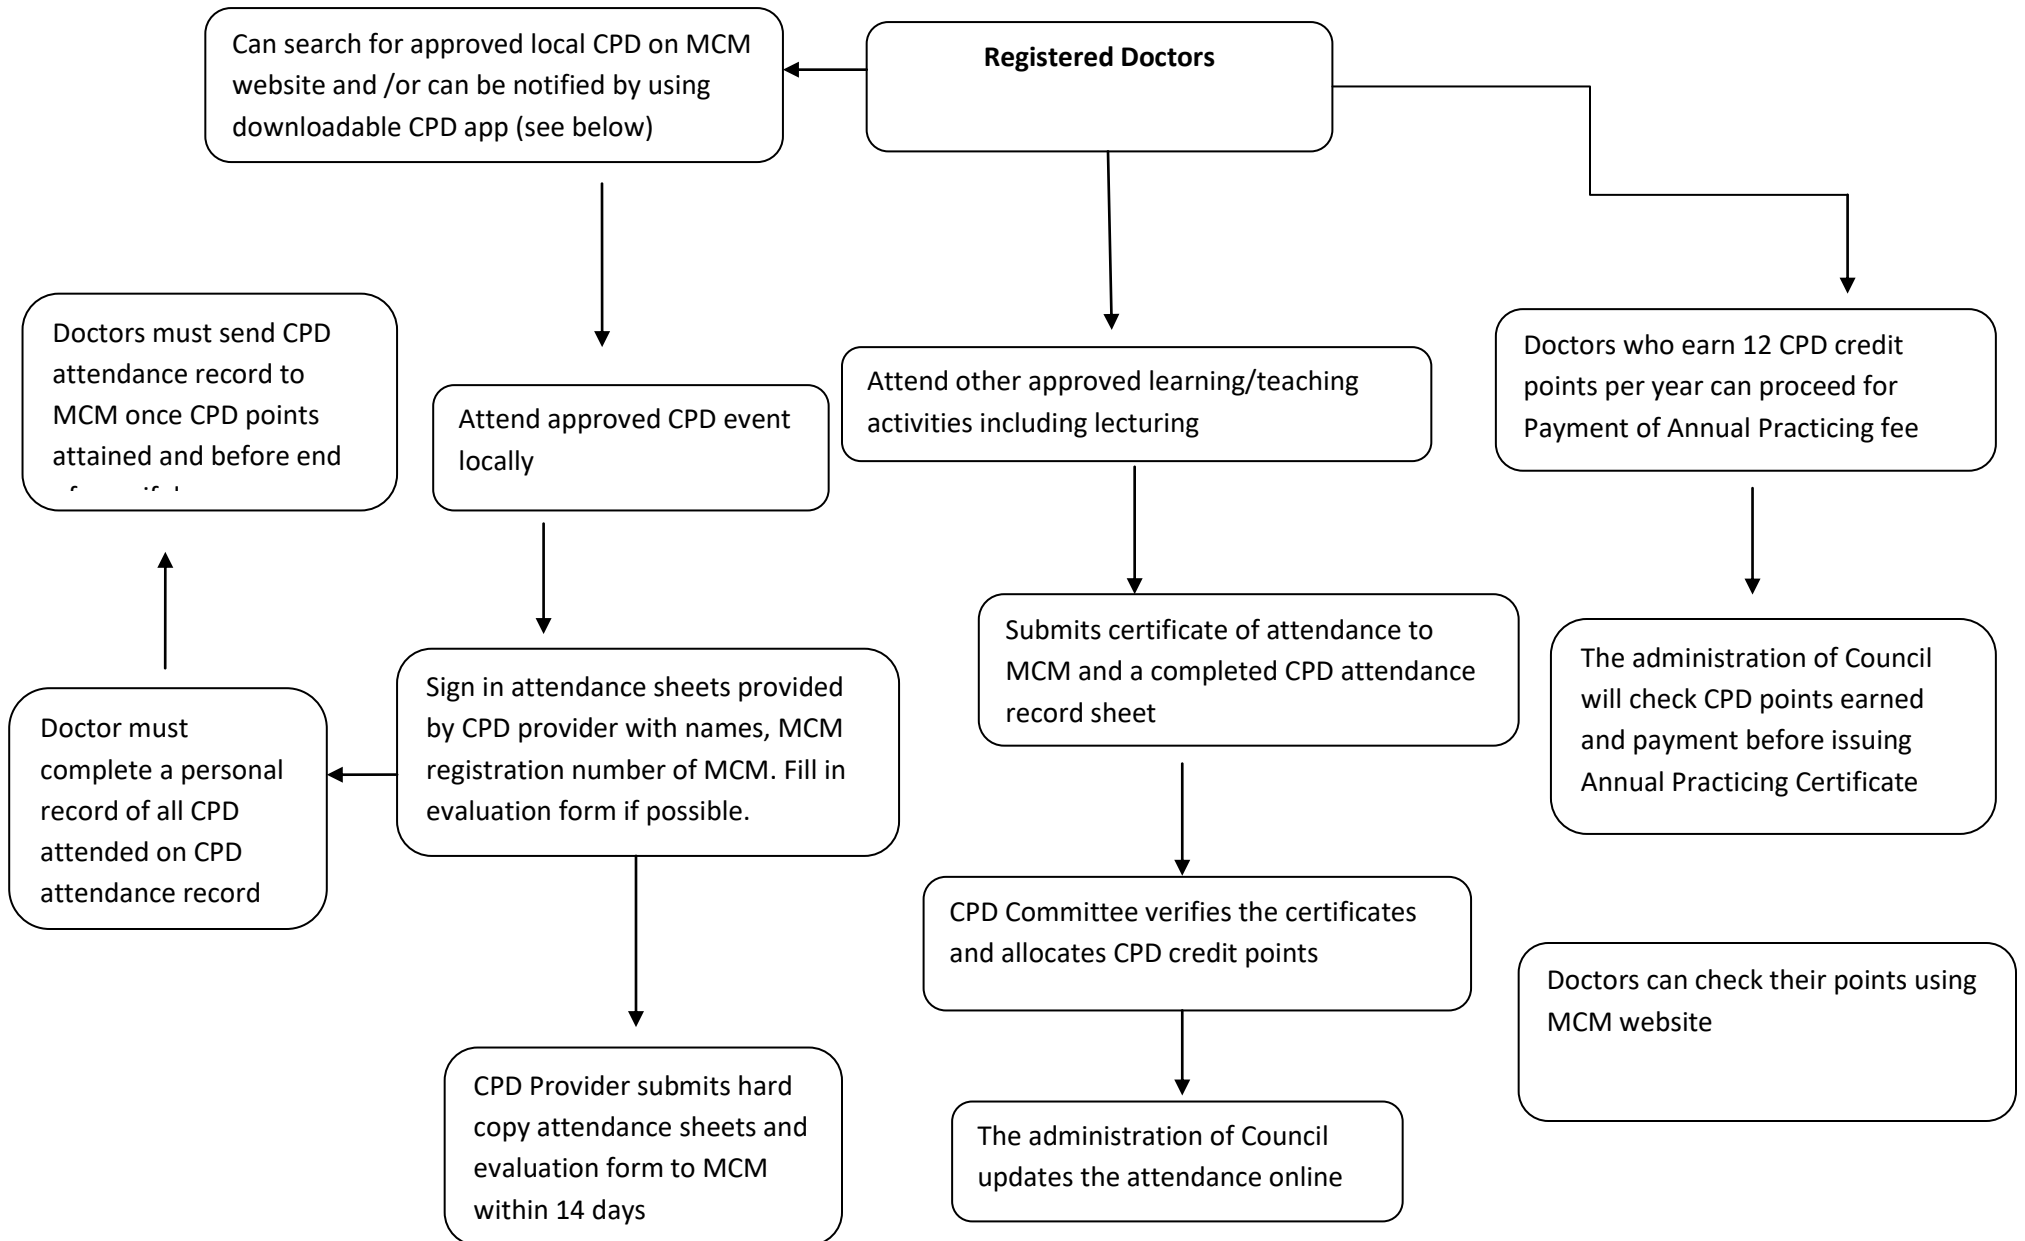 Can search for approved local CPD on MCM
website and /or can be notified by using
downloadable CPD app (see below)
Registered Doctors
Doctors must send CPD
attendance record to
MCM once CPD points
attained and before end
Attend approved CPD event
locally
Attend other approved learning/teaching
activities including lecturing
Doctors who earn 12 CPD credit
points per year can proceed for
Payment of Annual Practicing fee
Doctor must
complete a personal
record of all CPD
attended on CPD
attendance record
Sign in attendance sheets provided
by CPD provider with names, MCM
registration number of MCM. Fill in
evaluation form if possible.
Submits certificate of attendance to
MCM and a completed CPD attendance
record sheet
The administration of Council
will check CPD points earned
and payment before issuing
Annual Practicing Certificate
CPD Committee verifies the certificates
and allocates CPD credit points
Doctors can check their points using
MCM website
CPD Provider submits hard
copy attendance sheets and
evaluation form to MCM
within 14 days
The administration of Council
updates the attendance online